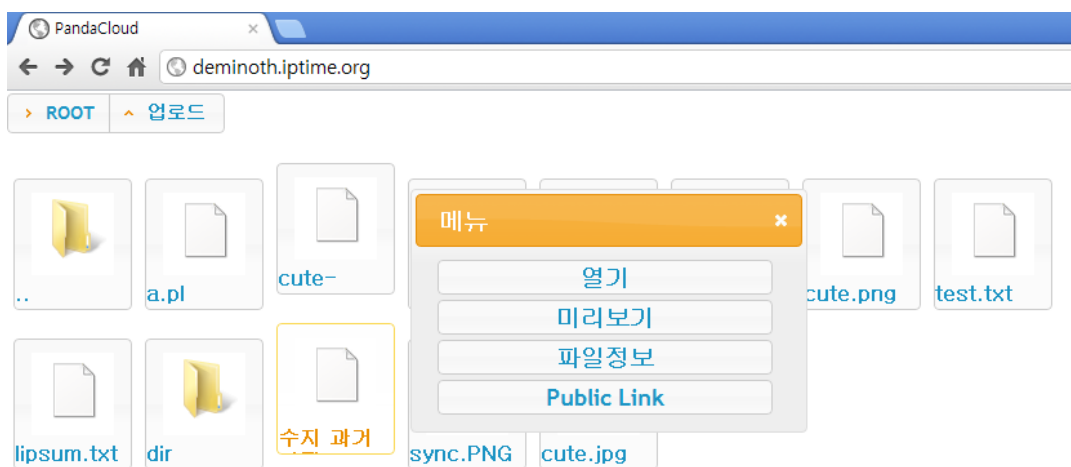 PandaCloud
deminoth.iptime.org
ROOT
업로드
메뉴
열기
미리보기
파일정보
Public Link
..
a.pl
cute-
cute.png
test.txt
lipsum.txt
dir
수지 과거
sync.PNG
cute.jpg